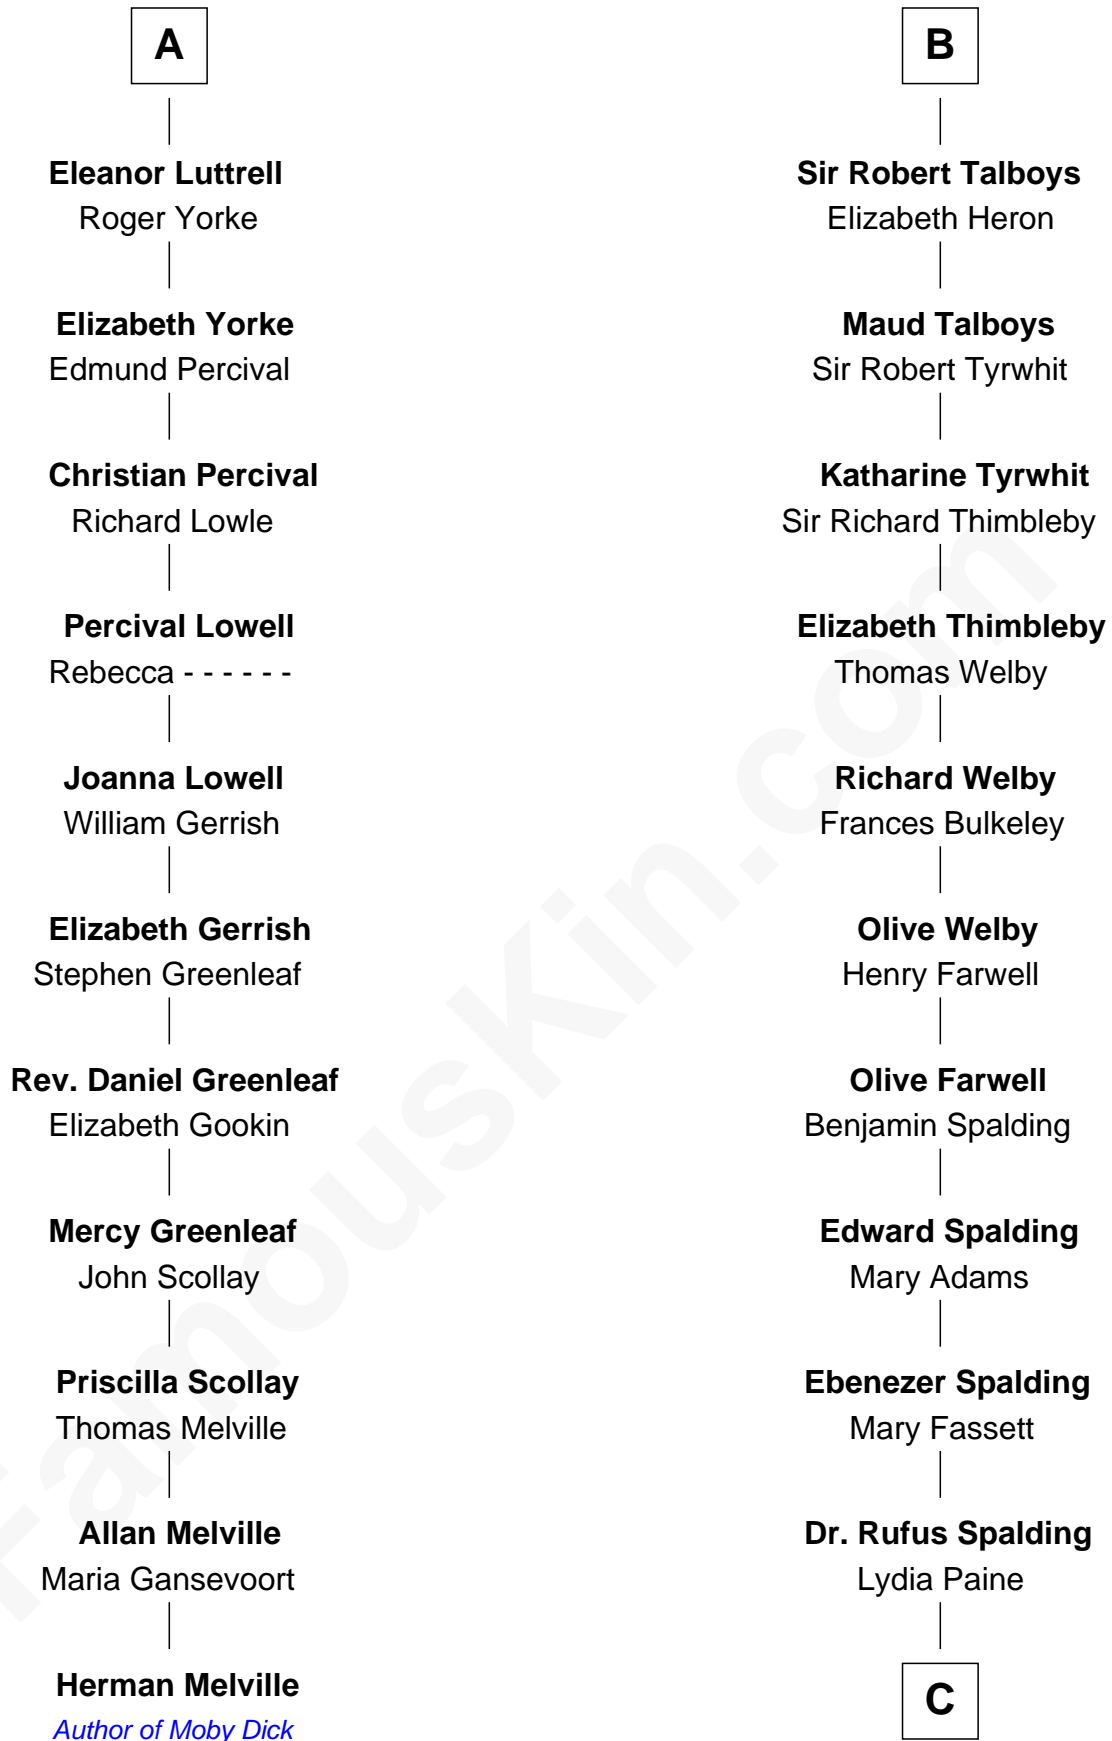 A
Eleanor Luttrell
Roger Yorke
Elizabeth Yorke
Edmund Percival
Christian Percival
Richard Lowle
Percival Lowell
Rebecca - - - - - -
Joanna Lowell
William Gerrish
Elizabeth Gerrish
Stephen Greenleaf
Rev. Daniel Greenleaf
Elizabeth Gookin
Mercy Greenleaf
John Scollay
Priscilla Scollay
Thomas Melville
Allan Melville
Maria Gansevoort
Herman Melville
Author of Moby Dick
B
Sir Robert Talboys
Elizabeth Heron
Maud Talboys
Sir Robert Tyrwhit
Katharine Tyrwhit
Sir Richard Thimbleby
Elizabeth Thimbleby
Thomas Welby
Richard Welby
Frances Bulkeley
Olive Welby
Henry Farwell
Olive Farwell
Benjamin Spalding
Edward Spalding
Mary Adams
Ebenezer Spalding
Mary Fassett
Dr. Rufus Spalding
Lydia Paine
C
FamousKin.com